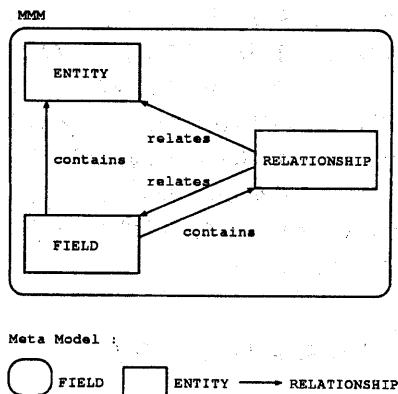 MMM
ENTITY
relates
contains
RELATIONSHIP
relates
contains
FIELD
Meta Model :
FIELD ENTITY RELATIONSHIP